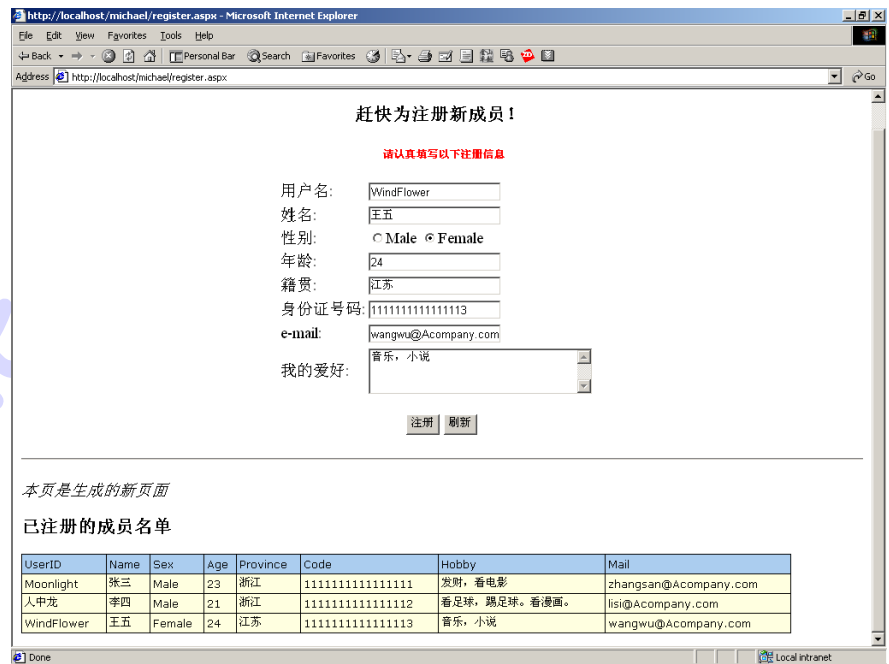 http://localhost/michael/register.aspx - Microsoft Internet Explorer
File Edit View Favorites Tools Help
Back Personal Bar Search Favorites
Address http://localhost/michael/register.aspx Go
赶快为注册新成员！
请认真填写以下注册信息
用户名: WindFlower
姓名: 王五
性别: Male Female
年龄: 24
籍贯: 江苏
身份证号码: 1111111111111113
e-mail: wangwu@Acompany.com
我的爱好: 音乐，小说
注册 刷新
本页是生成的新页面
已注册的成员名单
UserID Name Sex Age Province Code Hobby Mail
Moonlight 张三 Male 23 浙江 1111111111111111 发财，看电影 zhangsan@Acompany.com
人中龙 李四 Male 21 浙江 1111111111111112 看足球，踢足球。看漫画。 lisi@Acompany.com
WindFlower 王五 Female 24 江苏 1111111111111113 音乐，小说 wangwu@Acompany.com
Done Local intranet